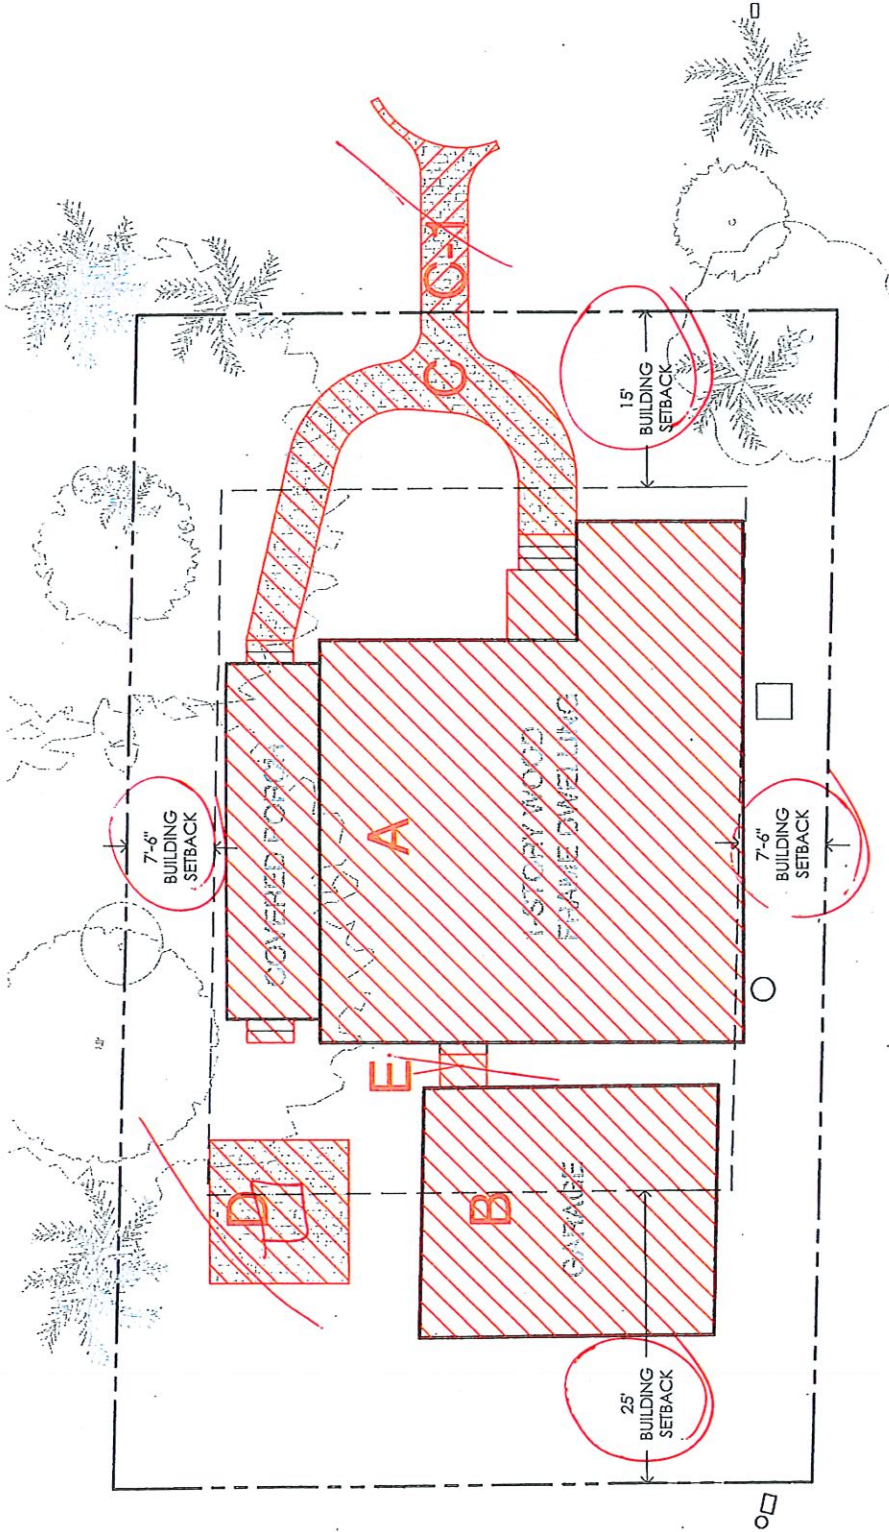 C-1
C
15'
BUILDING
SETBACK
7'-6"
BUILDING
SETBACK
COVERED PORCH
A
1-STORY WOOD
FRAME DWELLING
7'-6"
BUILDING
SETBACK
E
D
B
GARAGE
25'
BUILDING
SETBACK